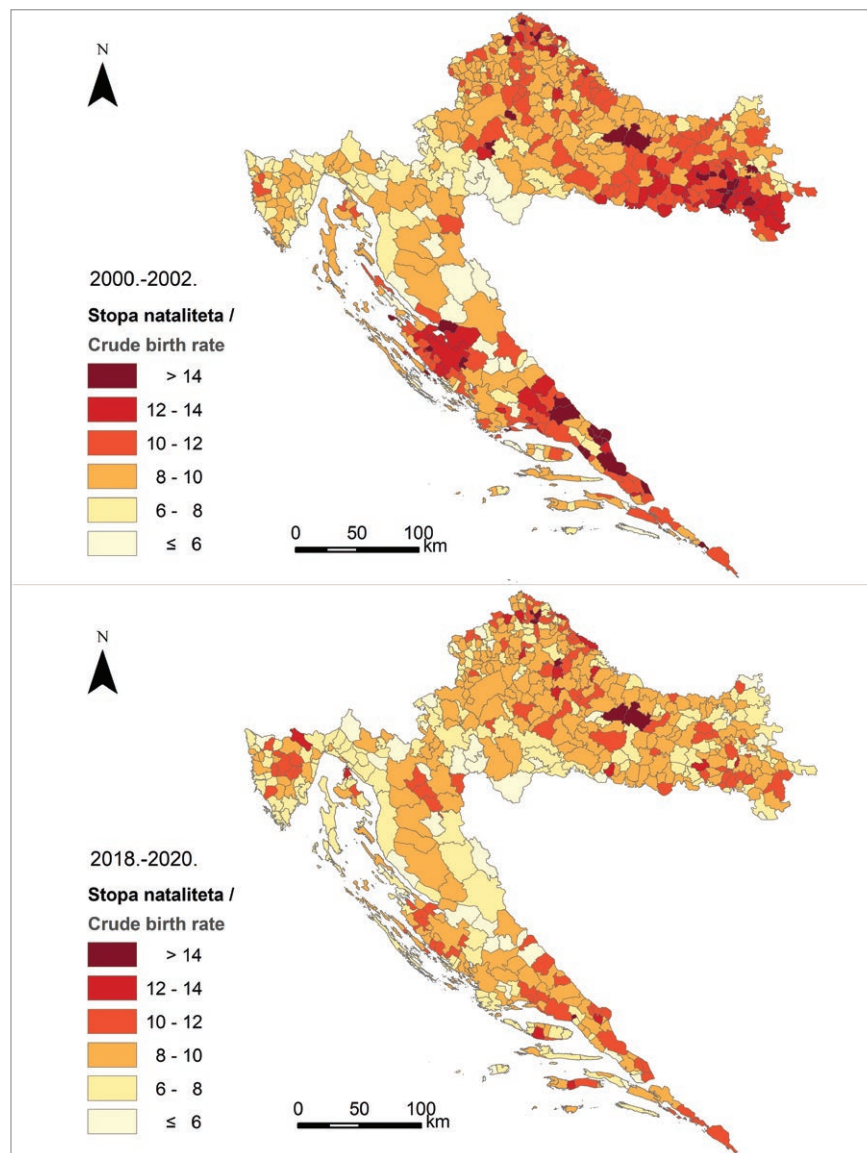 N
2000.-2002.
Stopa nataliteta /
Crude birth rate
> 14
12 - 14
10 - 12
8 - 10
6 - 8
≤ 6
0 50 100
km
N
2018.-2020.
Stopa nataliteta /
Crude birth rate
> 14
12 - 14
10 - 12
8 - 10
6 - 8
≤ 6
0 50 100
km